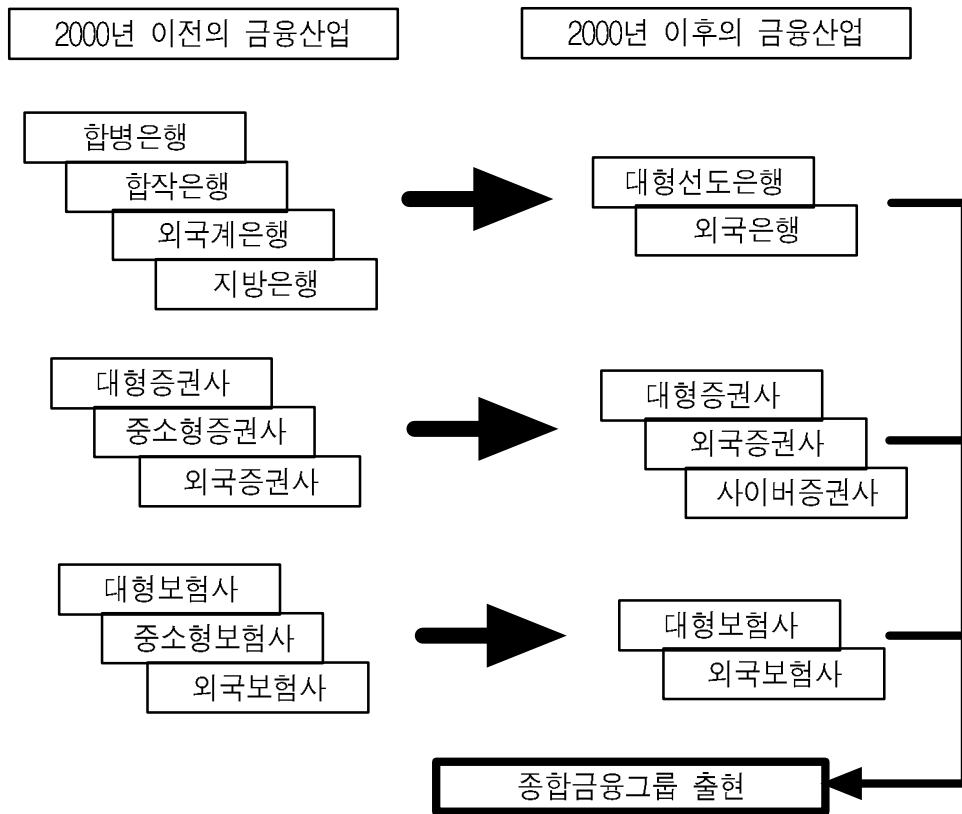 2000년 이전의 금융산업
2000년 이후의 금융산업
합병은행
합작은행
외국계은행
지방은행
대형선도은행
외국은행
대형증권사
중소형증권사
외국증권사
대형증권사
외국증권사
사이버증권사
대형보험사
중소형보험사
외국보험사
대형보험사
외국보험사
종합금융그룹 출현